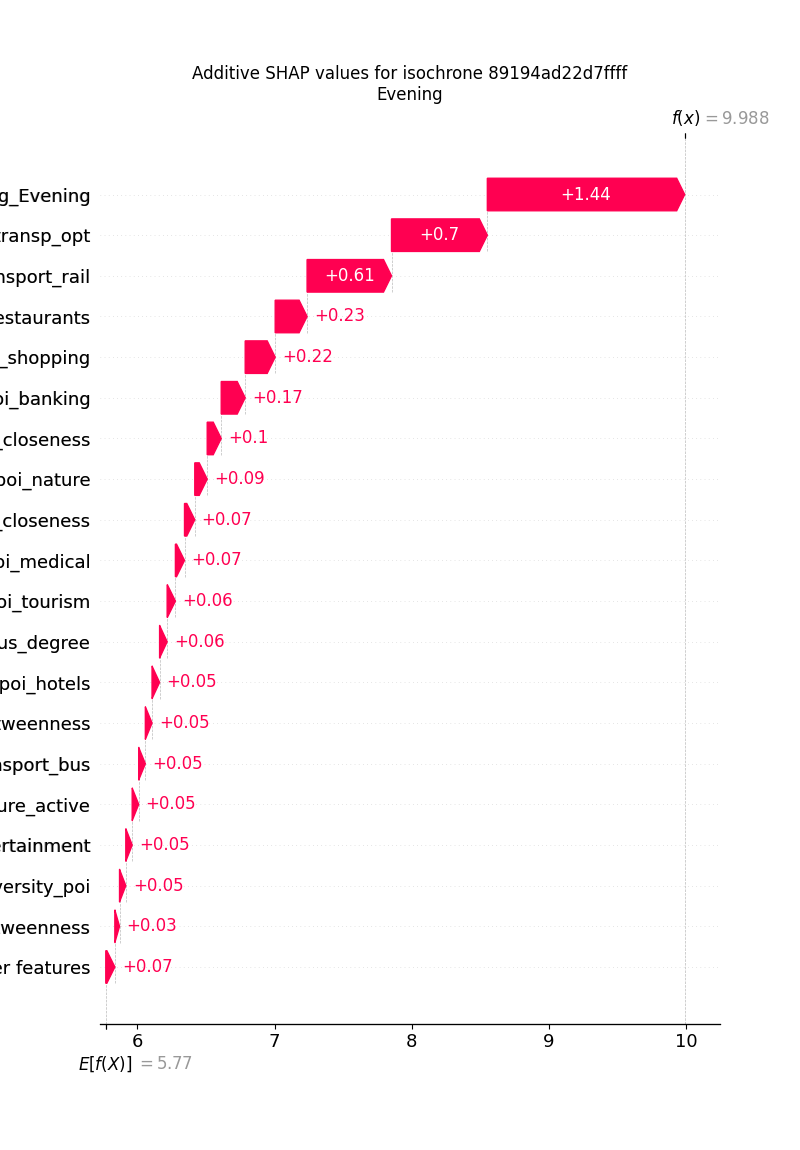 Additive SHAP values for isochrone 89194ad22d7ffff
Evening
f(x) = 9.988
g_Evening +1.44
ransp_opt +0.7
nsport_rail +0.61
estaurants +0.23
_shopping +0.22
oi_banking +0.17
_closeness +0.1
poi_nature +0.09
_closeness +0.07
oi_medical +0.07
oi_tourism +0.06
us_degree +0.06
poi_hotels +0.05
tweenness +0.05
nsport_bus +0.05
ure_active +0.05
ertainment +0.05
versity_poi +0.05
weenness +0.03
er features +0.07
6 7 8 9 10
E[f(X)] = 5.77